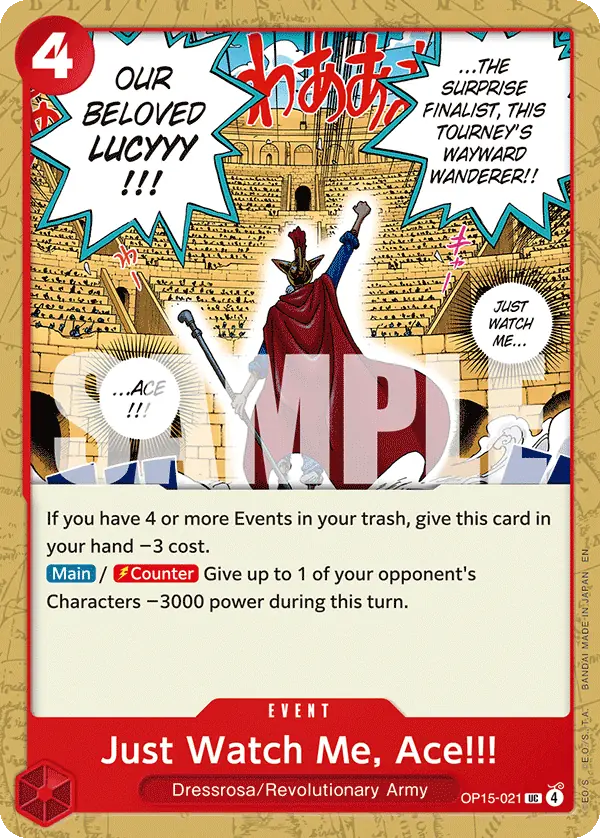 DLICHES EIS MEER
4
OUR
BELOVED
LUCYYY
!!!
わあああ
...THE
SURPRISE
FINALIST, THIS
TOURNEY'S
WAYWARD
WANDERER!!
JUST
WATCH
ME...
...ACE
!!!
SAMPLE
If you have 4 or more Events in your trash, give this card in
your hand −3 cost.
Main / Counter Give up to 1 of your opponent's
Characters −3000 power during this turn.
EVENT
Just Watch Me, Ace!!!
Dressrosa/Revolutionary Army
OP15-021 UC 4
©E.O./S. ©E.O./S.,T.A. BANDAI MADE IN JAPAN EN